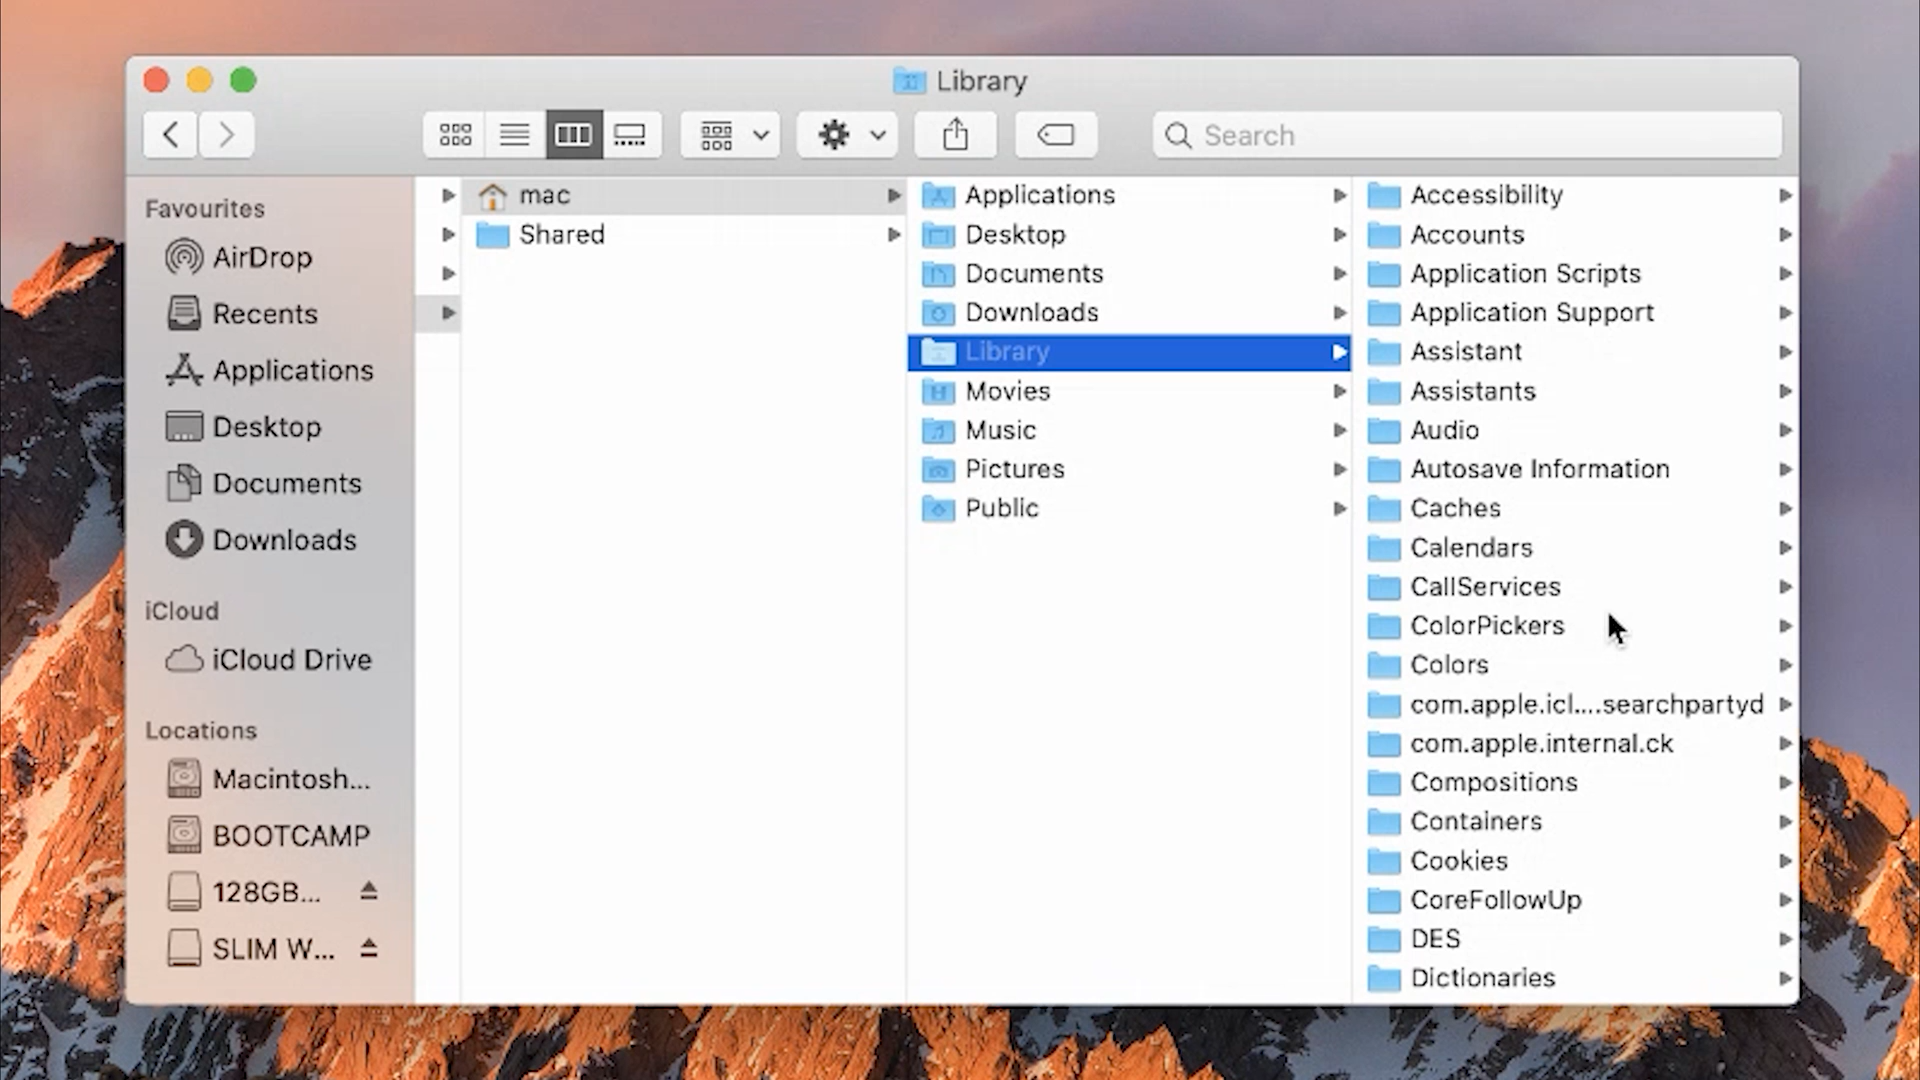 Library
Search
Favourites
AirDrop
Recents
Applications
Desktop
Documents
Downloads
iCloud
iCloud Drive
Locations
Macintosh...
BOOTCAMP
128GB...
SLIM W...
mac
Shared
Applications
Desktop
Documents
Downloads
Library
Movies
Music
Pictures
Public
Accessibility
Accounts
Application Scripts
Application Support
Assistant
Assistants
Audio
Autosave Information
Caches
Calendars
CallServices
ColorPickers
Colors
com.apple.icl....searchpartyd
com.apple.internal.ck
Compositions
Containers
Cookies
CoreFollowUp
DES
Dictionaries